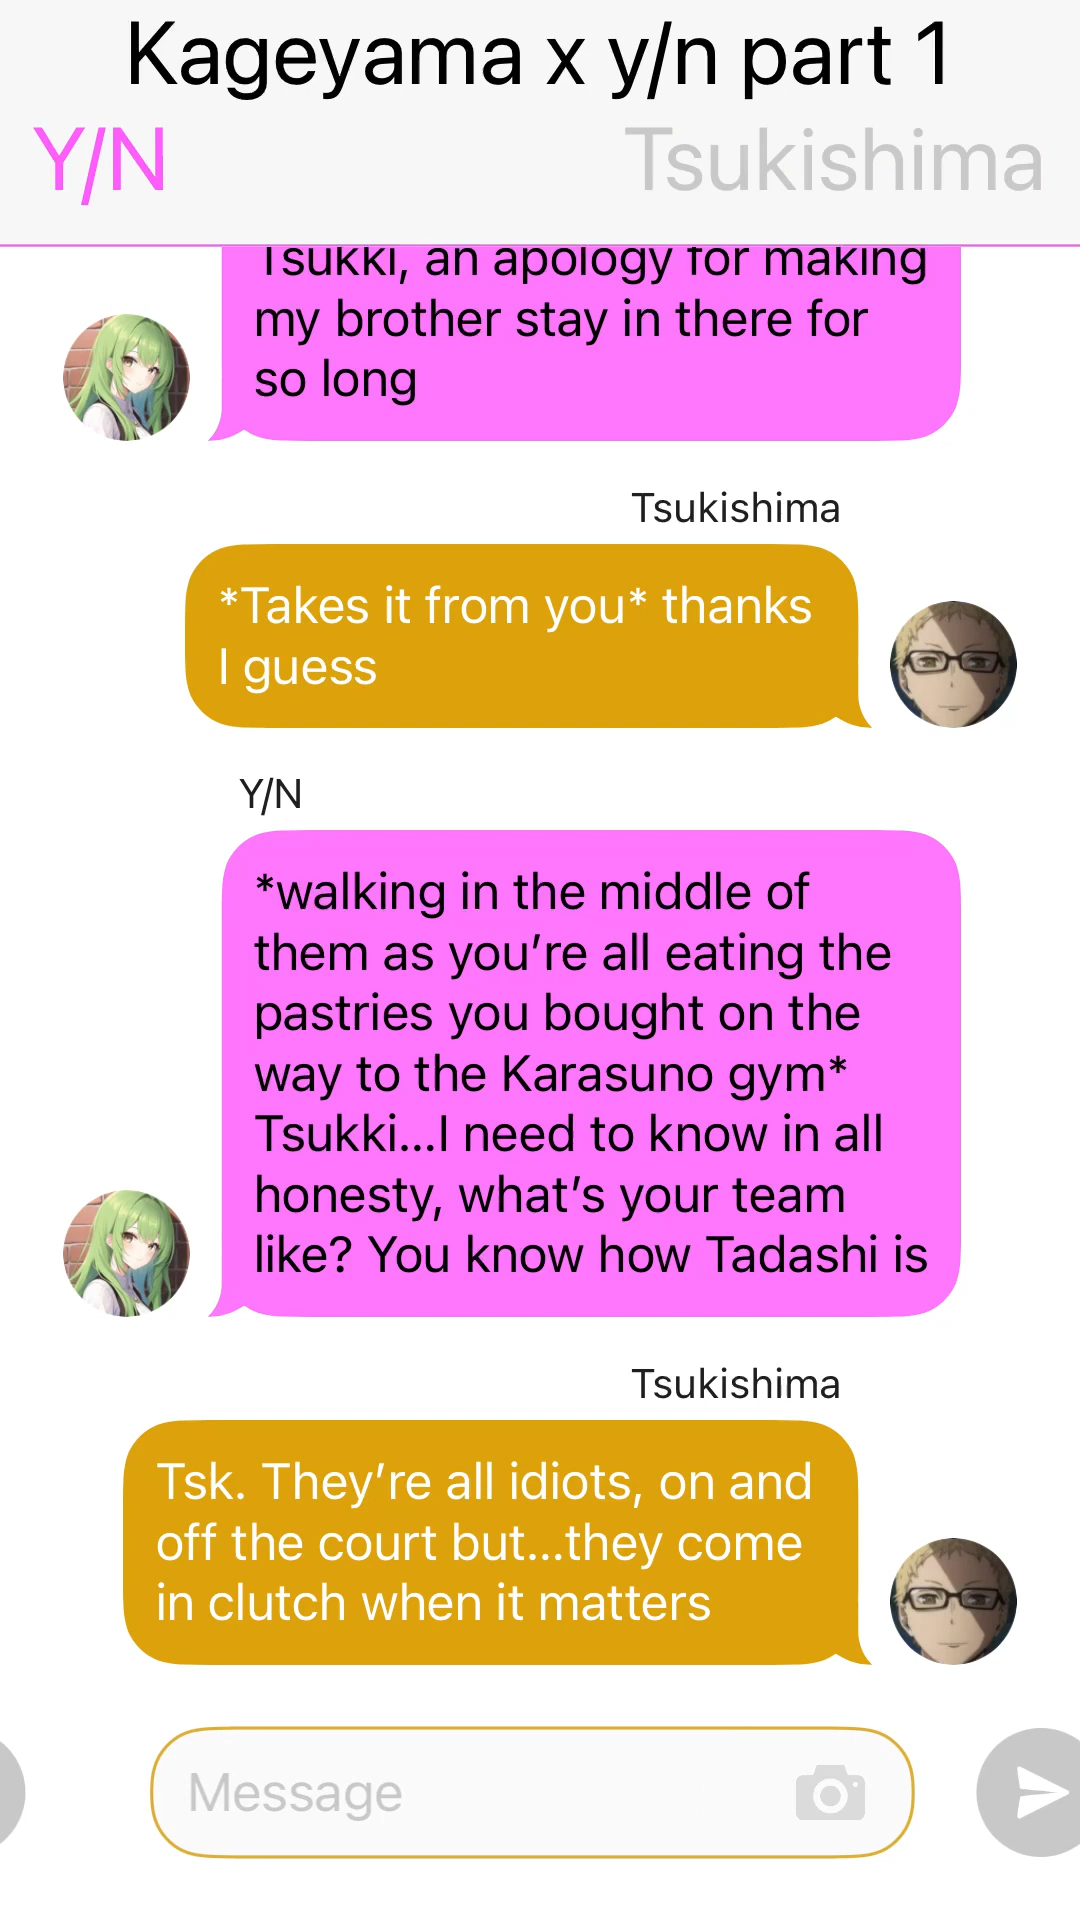 Kageyama x y/n part 1
Y/N
Tsukishima
Tsukki, an apology for making
my brother stay in there for
so long
Tsukishima
*Takes it from you* thanks
I guess
Y/N
*walking in the middle of
them as you’re all eating the
pastries you bought on the
way to the Karasuno gym*
Tsukki...I need to know in all
honesty, what’s your team
like? You know how Tadashi is
Tsukishima
Tsk. They’re all idiots, on and
off the court but...they come
in clutch when it matters
Message